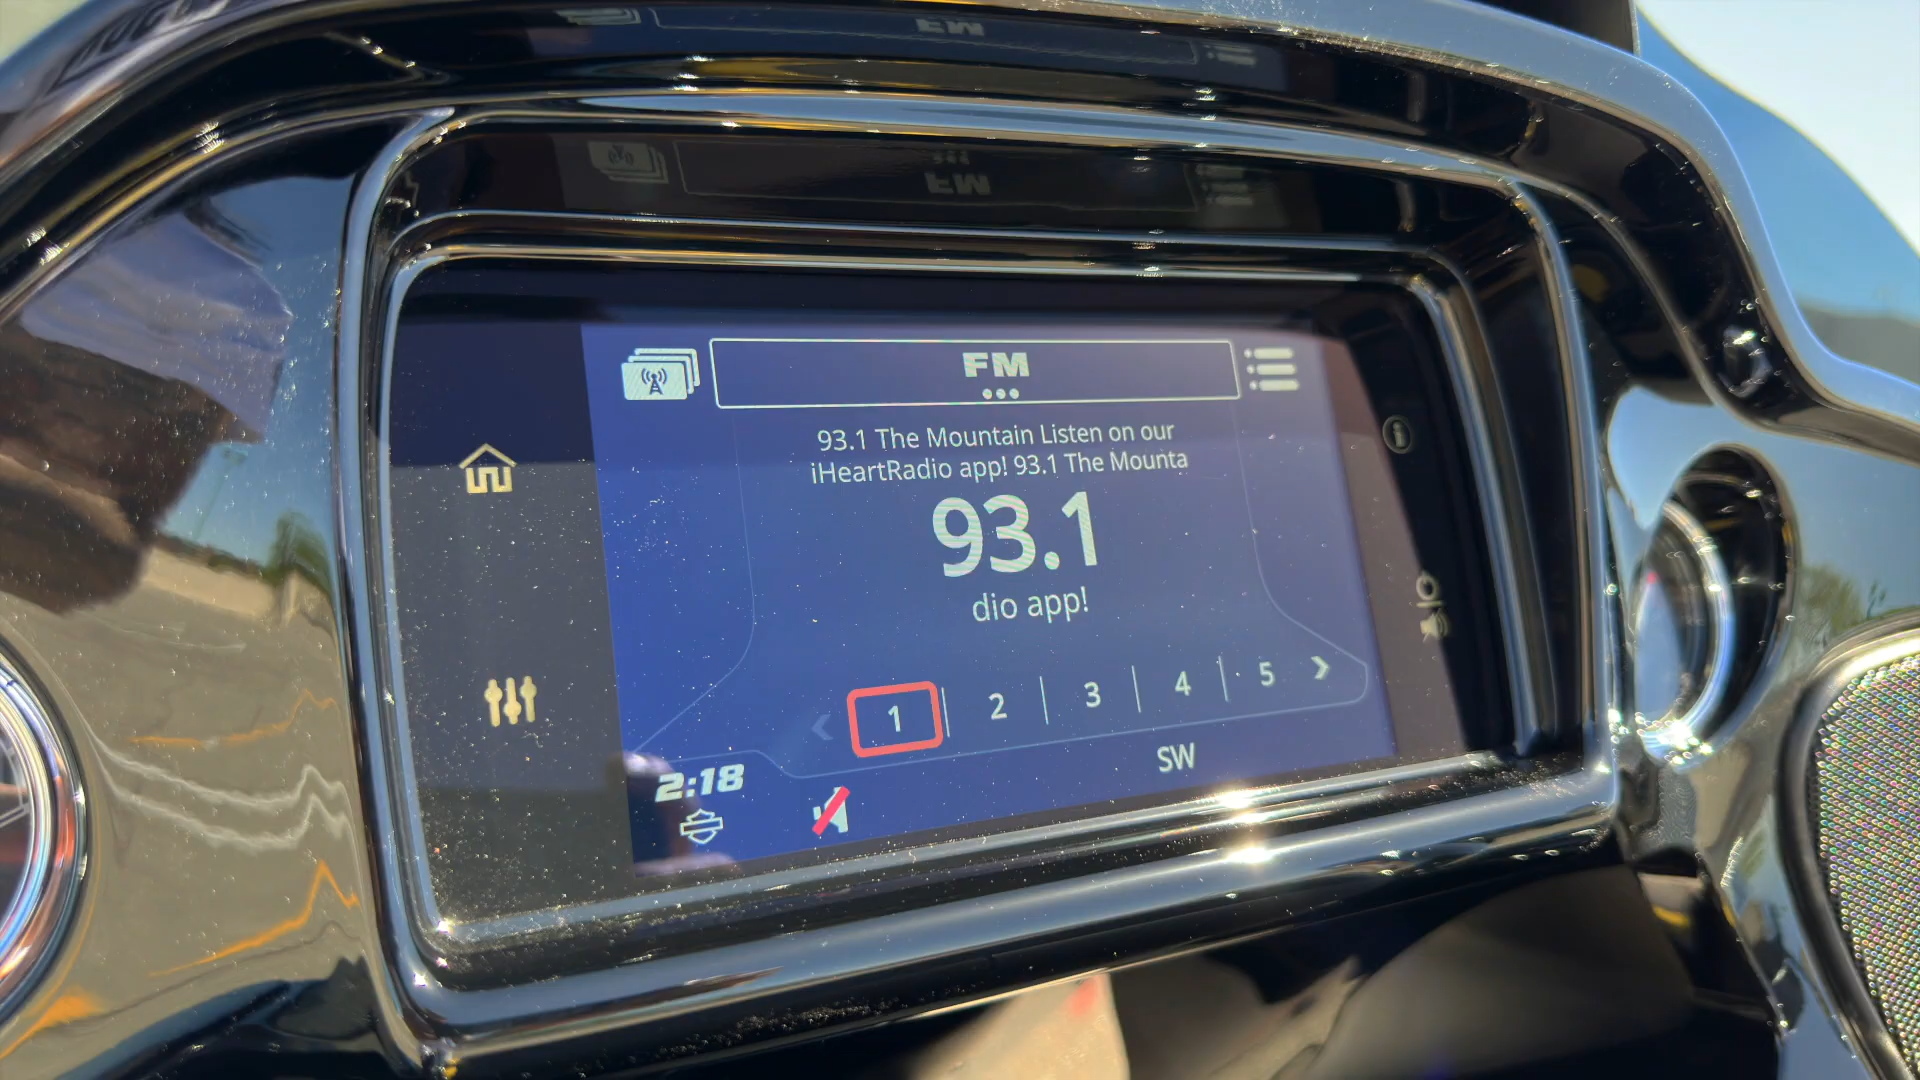 FM
93.1 The Mountain Listen on our
iHeartRadio app! 93.1 The Mounta
93.1
dio app!
1 2 3 4 5
SW
2:18